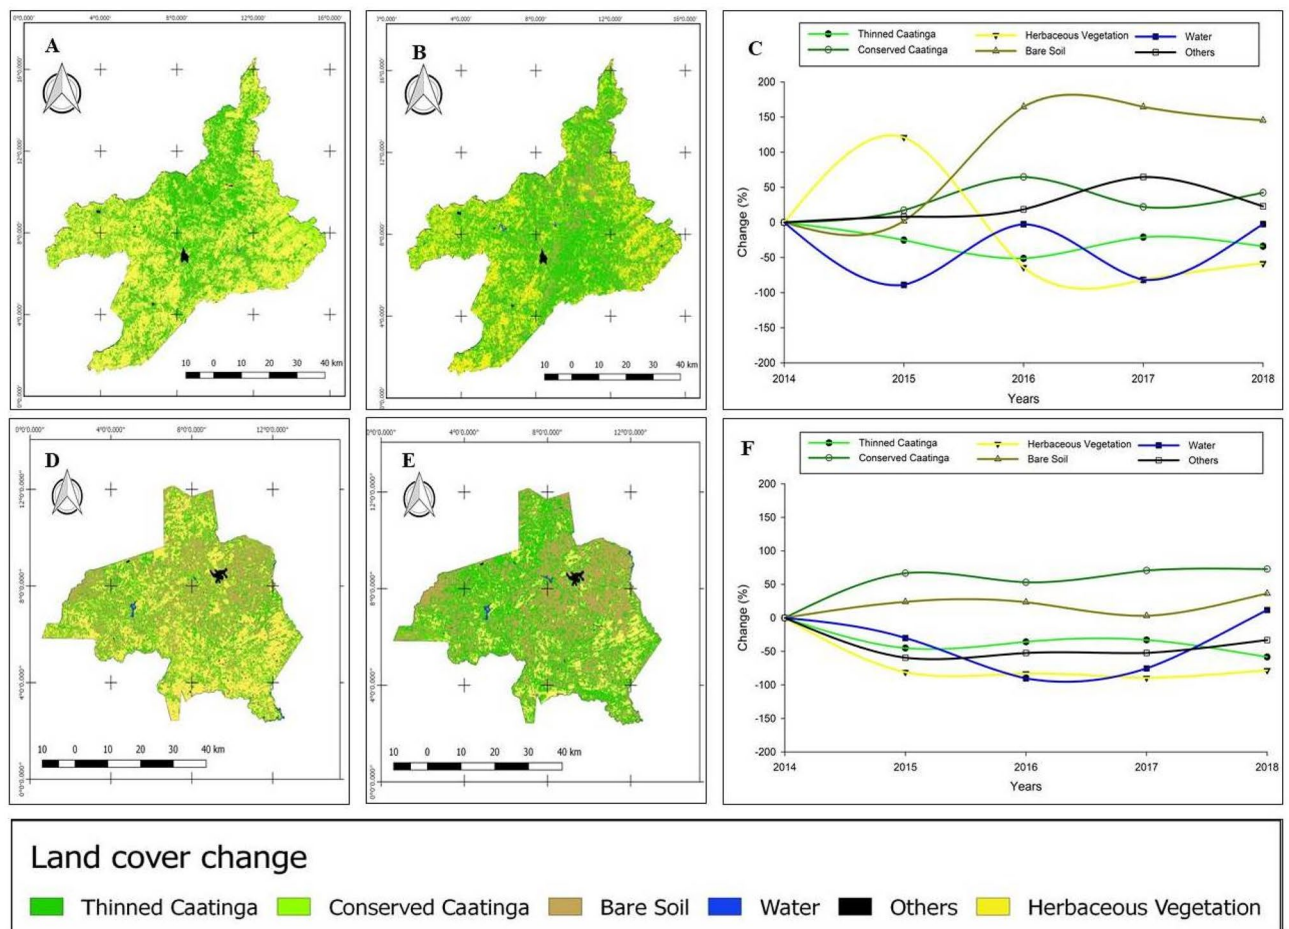 A
B
C
Thinned Caatinga
Herbaceous Vegetation
Water
Conserved Caatinga
Bare Soil
Others
200
150
100
50
0
-50
-100
-150
-200
Change (%)
2014 2015 2016 2017 2018
Years
10 0 10 20 30 40 km
10 0 10 20 30 40 km
D
E
F
Thinned Caatinga
Herbaceous Vegetation
Water
Conserved Caatinga
Bare Soil
Others
200
150
100
50
0
-50
-100
-150
-200
Change (%)
2014 2015 2016 2017 2018
Years
10 0 10 20 30 40 km
10 0 10 20 30 40 km
Land cover change
Thinned Caatinga Conserved Caatinga Bare Soil Water Others Herbaceous Vegetation